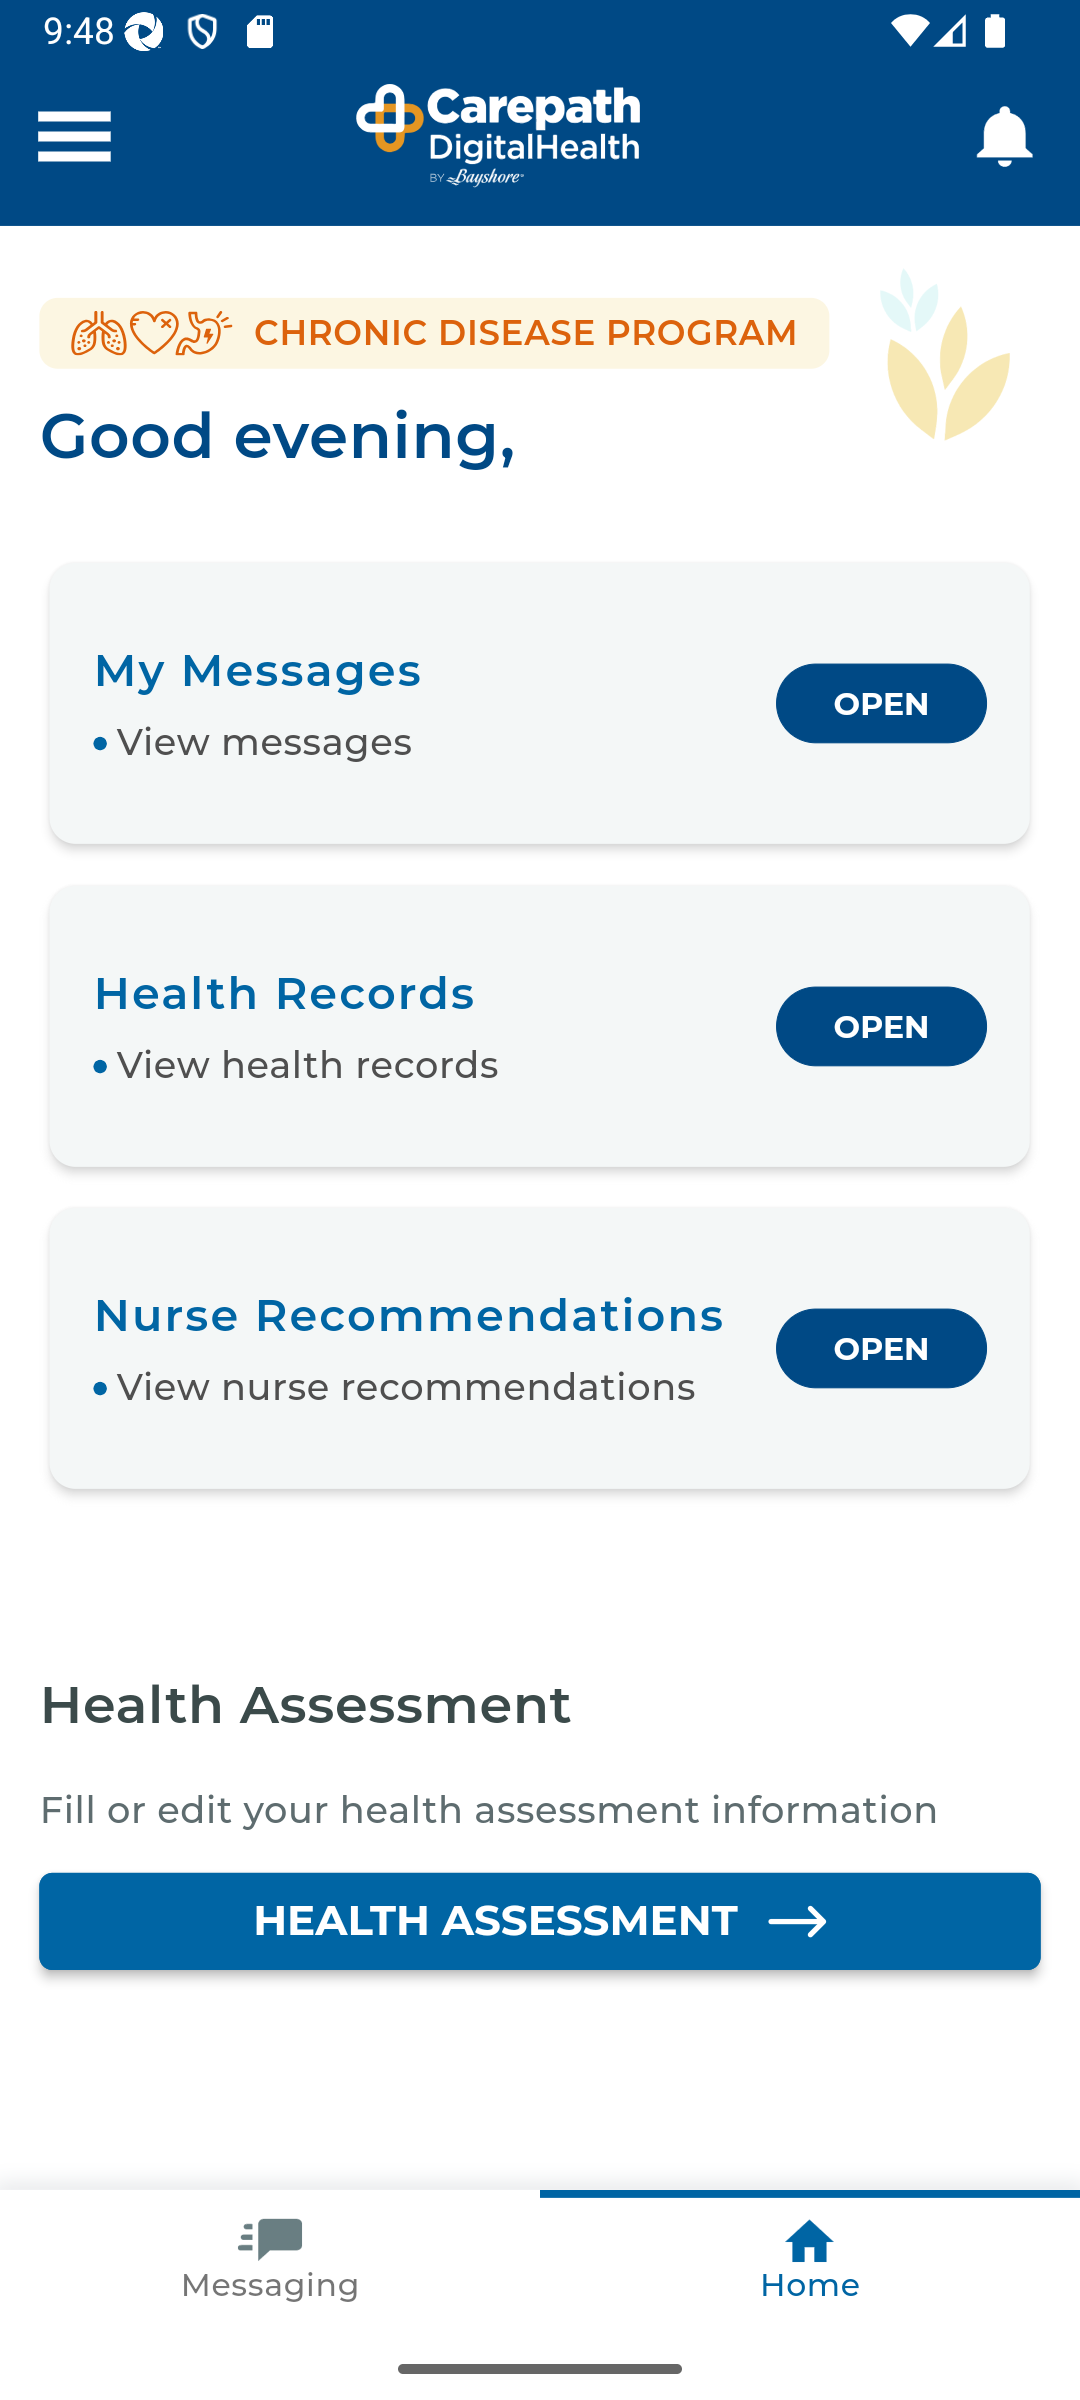 9:48
Carepath
DigitalHealth
BY Bayshore
CHRONIC DISEASE PROGRAM
Good evening,
My Messages
• View messages
OPEN
Health Records
• View health records
OPEN
Nurse Recommendations
• View nurse recommendations
OPEN
Health Assessment
Fill or edit your health assessment information
HEALTH ASSESSMENT →
Messaging
Home